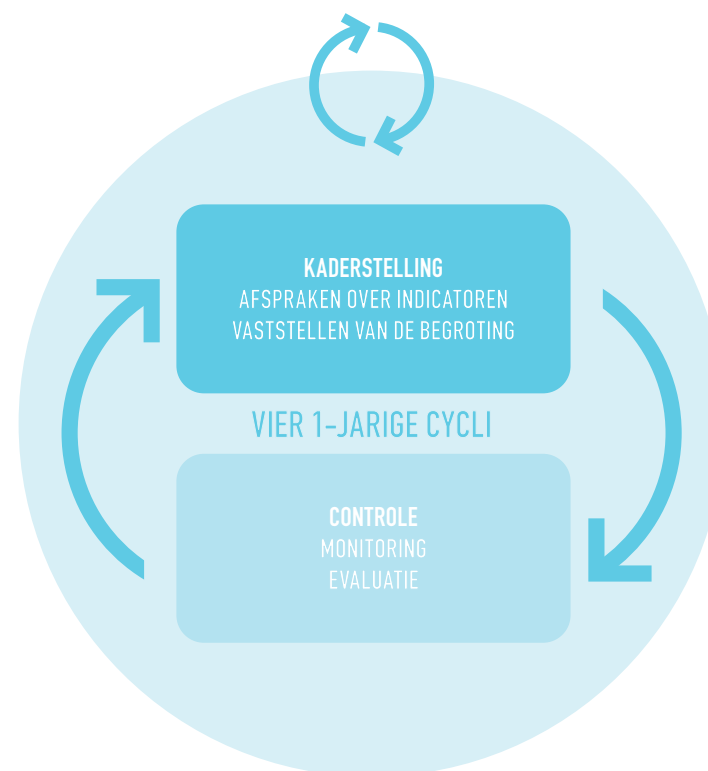 KADERSTELLING
AFSPRAKEN OVER INDICATOREN
VASTSTELLEN VAN DE BEGROTING
VIER 1-JARIGE CYCLI
CONTROLE
MONITORING
EVALUATIE